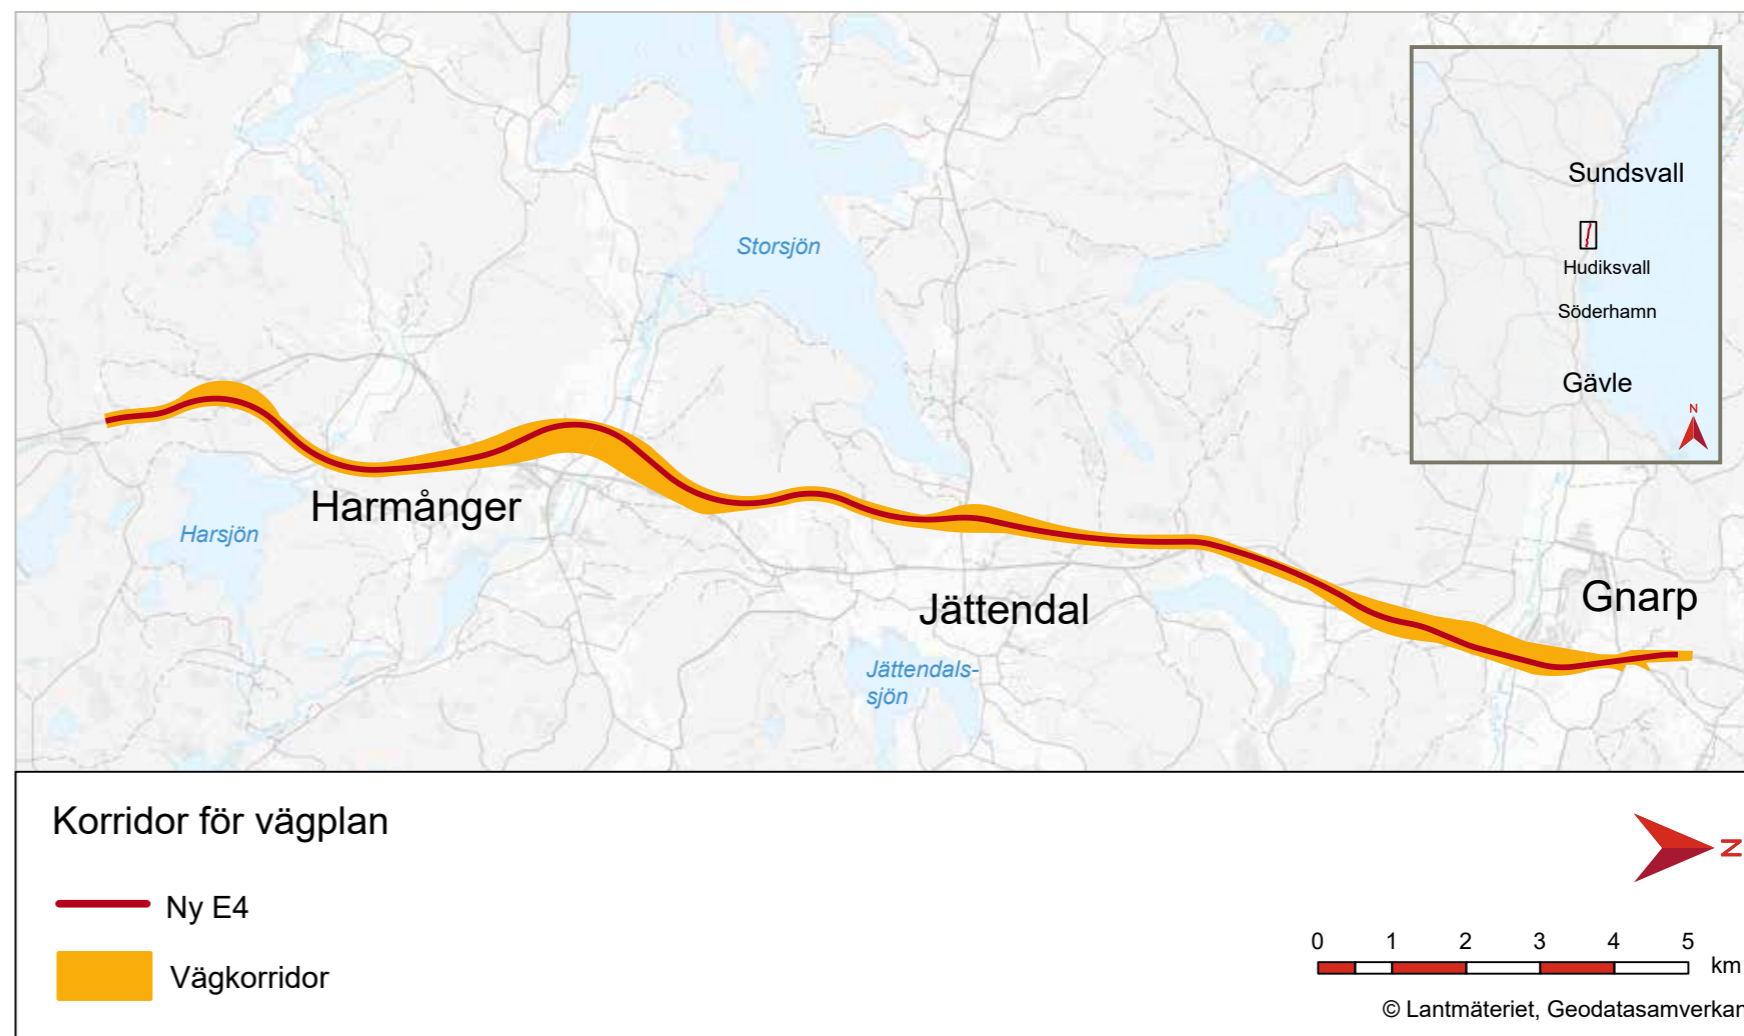 Sundsvall
Hudiksvall
Söderhamn
Gävle
N
Storsjön
Harsjön
Harmånger
Jättendal
Jättendals-
sjön
Gnarp
Korridor för vägplan
Ny E4
Vägkorridor
N
0 1 2 3 4 5
km
© Lantmäteriet, Geodatasamverkan